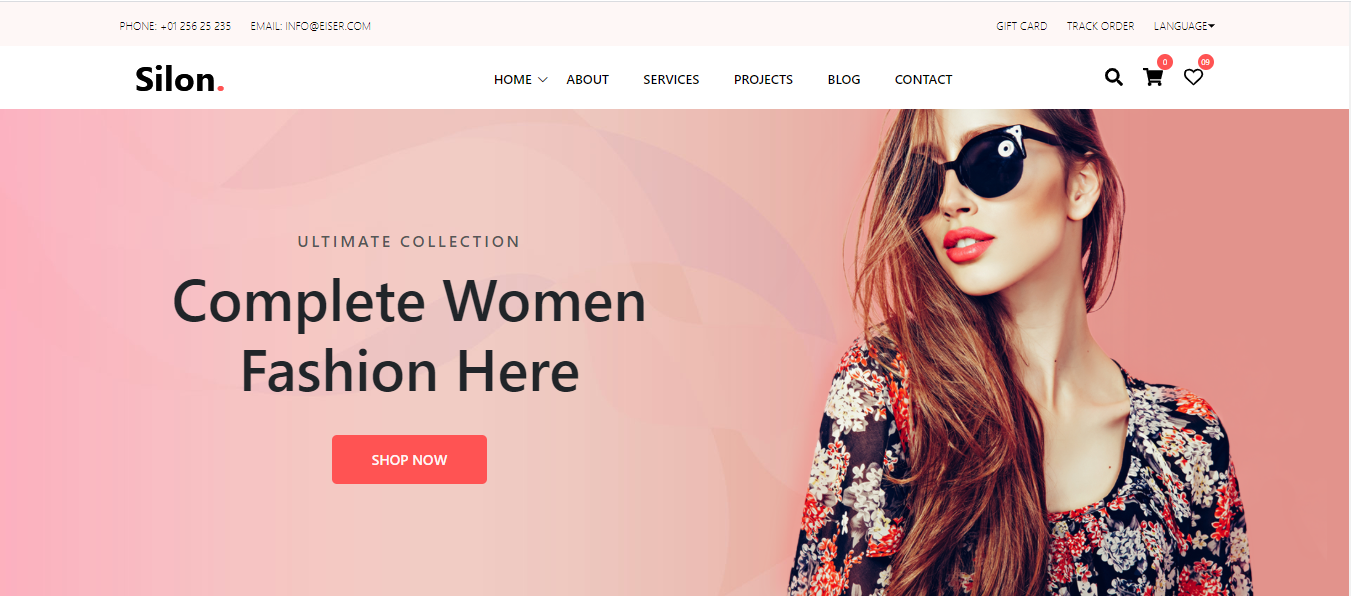 PHONE: +01 256 25 235 EMAIL: INFO@EISER.COM GIFT CARD TRACK ORDER LANGUAGE
Silon. HOME ABOUT SERVICES PROJECTS BLOG CONTACT 0 09
ULTIMATE COLLECTION
Complete Women
Fashion Here
SHOP NOW